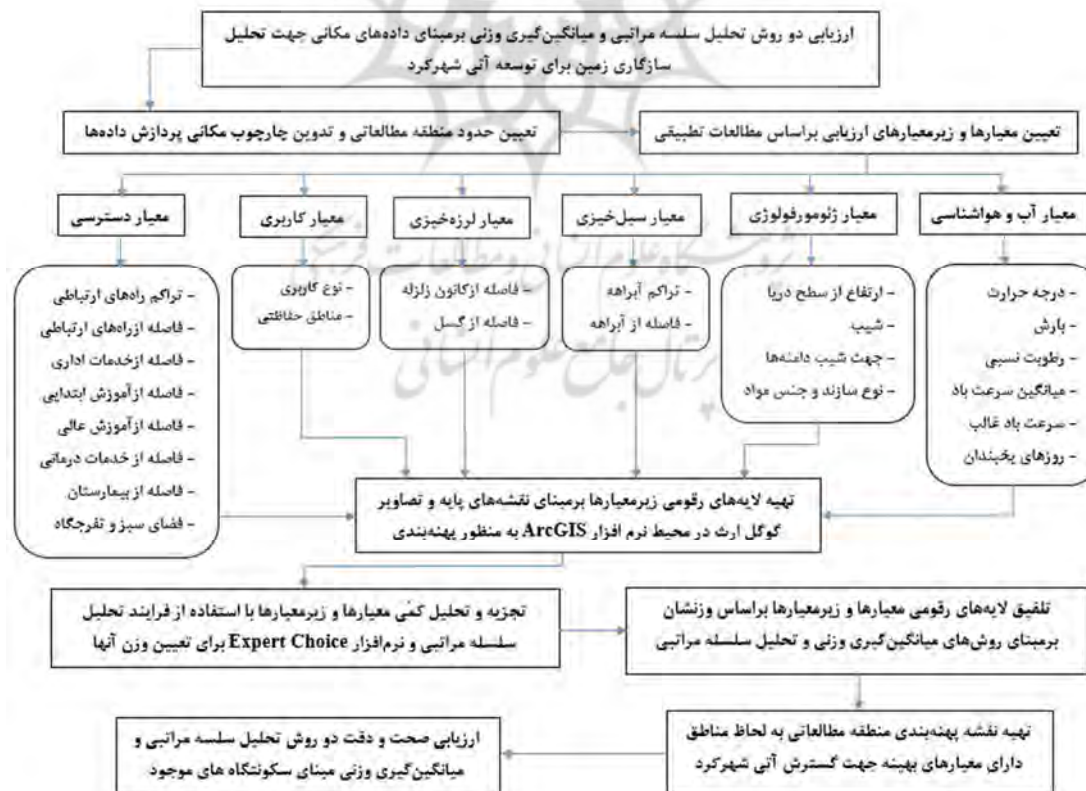 ارزیابی دو روش تحلیل سلسه مراتبی و میانگین‌گیری وزنی برمبنای داده‌های مکانی جهت تحلیل
سازگاری زمین برای توسعه آتی شهرکرد
تعیین معیارها و زیرمعیارهای ارزیابی براساس مطالعات تطبیقی
تعیین حدود منطقه مطالعاتی و تدوین چارچوب مکانی پردازش داده‌ها
معیار آب و هواشناسی
معیار ژئومورفولوژی
معیار سیل‌خیزی
معیار لرزه‌خیزی
معیار کاربری
معیار دسترسی
- درجه حرارت
- بارش
- رطوبت نسبی
- میانگین سرعت باد
- سرعت باد غالب
- روزهای یخبندان
- ارتفاع از سطح دریا
- شیب
- جهت شیب دامنه‌ها
- نوع سازند و جنس مواد
- تراکم آبراهه
- فاصله از آبراهه
- فاصله ازکانون زلزله
- فاصله از گسل
- نوع کاربری
- مناطق حفاظتی
- تراکم راه‌های ارتباطی
- فاصله ازراه‌های ارتباطی
- فاصله ازخدمات اداری
- فاصله ازآموزش ابتدایی
- فاصله ازآموزش عالی
- فاصله از خدمات درمانی
- فاصله از بیمارستان
- فضای سبز و تفرجگاه
پژوهشگاه علوم انسانی و مطالعات فرهنگی
پرتال جامع علوم انسانی
تهیه لایه‌های رقومی زیرمعیارها برمبنای نقشه‌های پایه و تصاویر
گوگل ارث در محیط نرم افزار ArcGIS به منظور پهنه‌بندی
تجزیه و تحلیل کمّی معیارها و زیرمعیارها با استفاده از فرایند تحلیل
سلسله مراتبی و نرم‌افزار Expert Choice برای تعیین وزن آنها
تلفیق لایه‌های رقومی معیارها و زیرمعیارها براساس وزنشان
برمبنای روش‌های میانگین‌گیری وزنی و تحلیل سلسله مراتبی
تهیه نقشه پهنه‌بندی منطقه مطالعاتی به لحاظ مناطق
دارای معیارهای بهینه جهت گسترش آتی شهرکرد
ارزیابی صحت و دقت دو روش تحلیل سلسه مراتبی و
میانگین‌گیری وزنی مبنای سکونتگاه های موجود